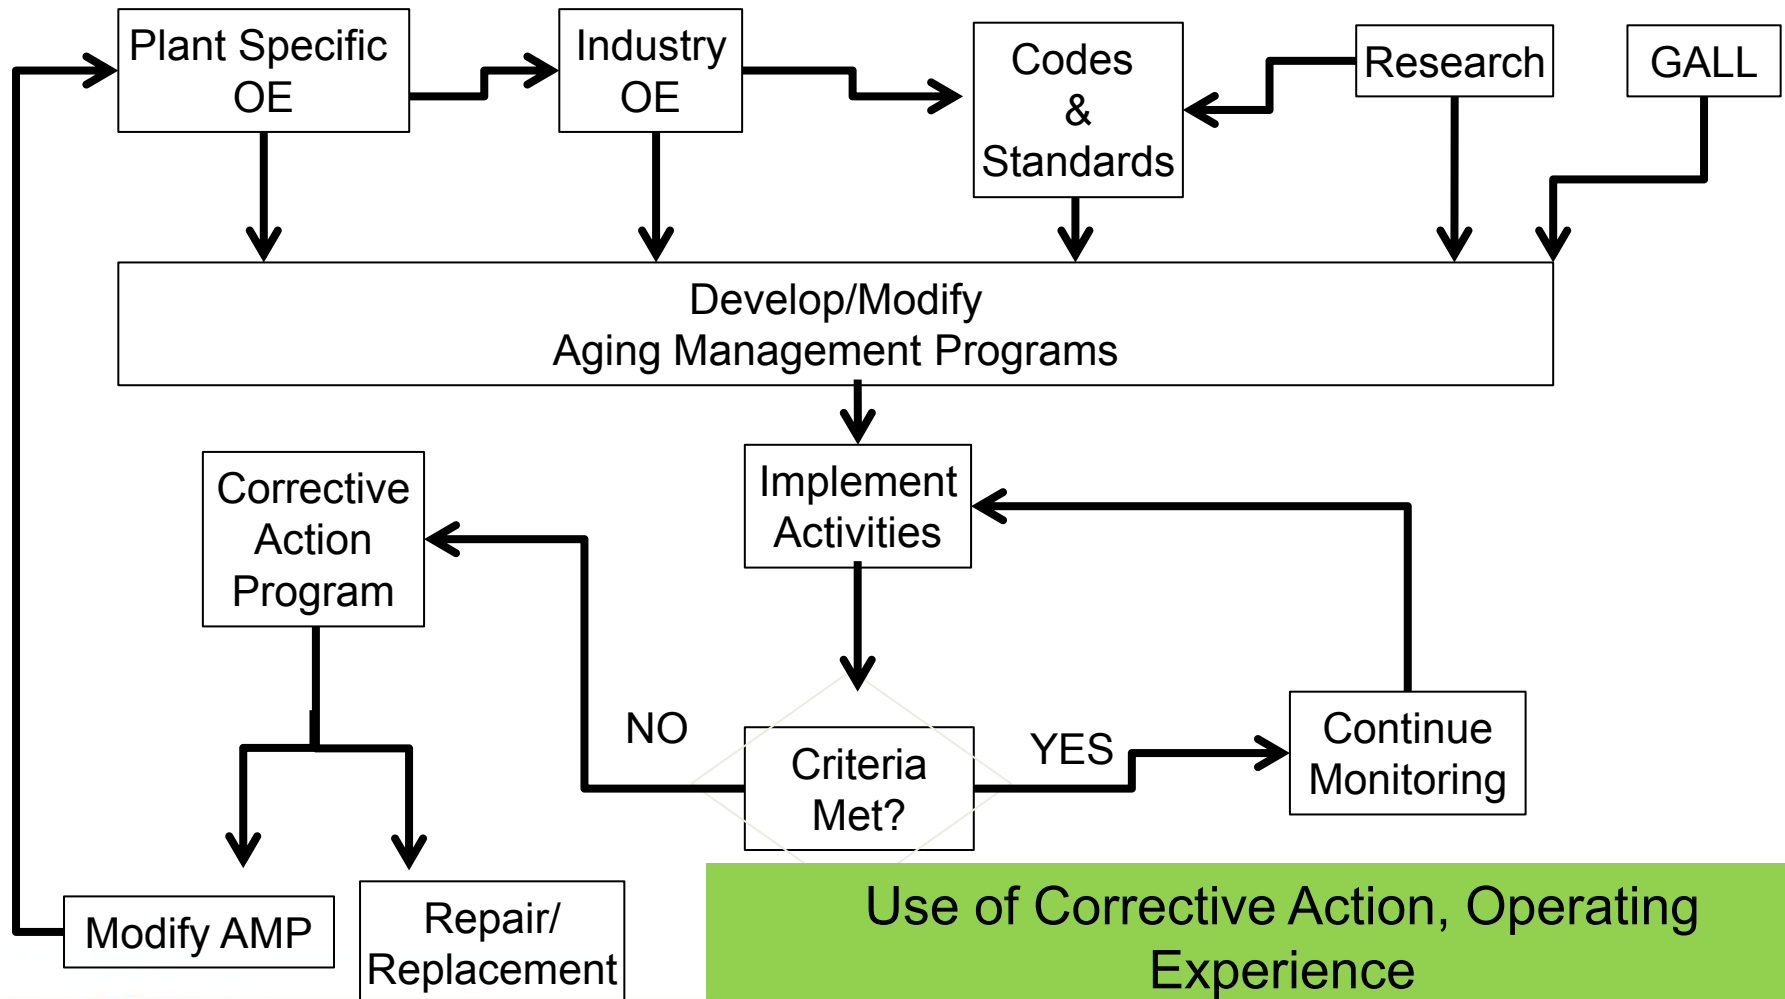 Plant Specific
OE
Industry
OE
Codes
&
Standards
Research
GALL
Develop/Modify
Aging Management Programs
Corrective
Action
Program
Implement
Activities
NO
Criteria
Met?
YES
Continue
Monitoring
Modify AMP
Repair/
Replacement
Use of Corrective Action, Operating
Experience